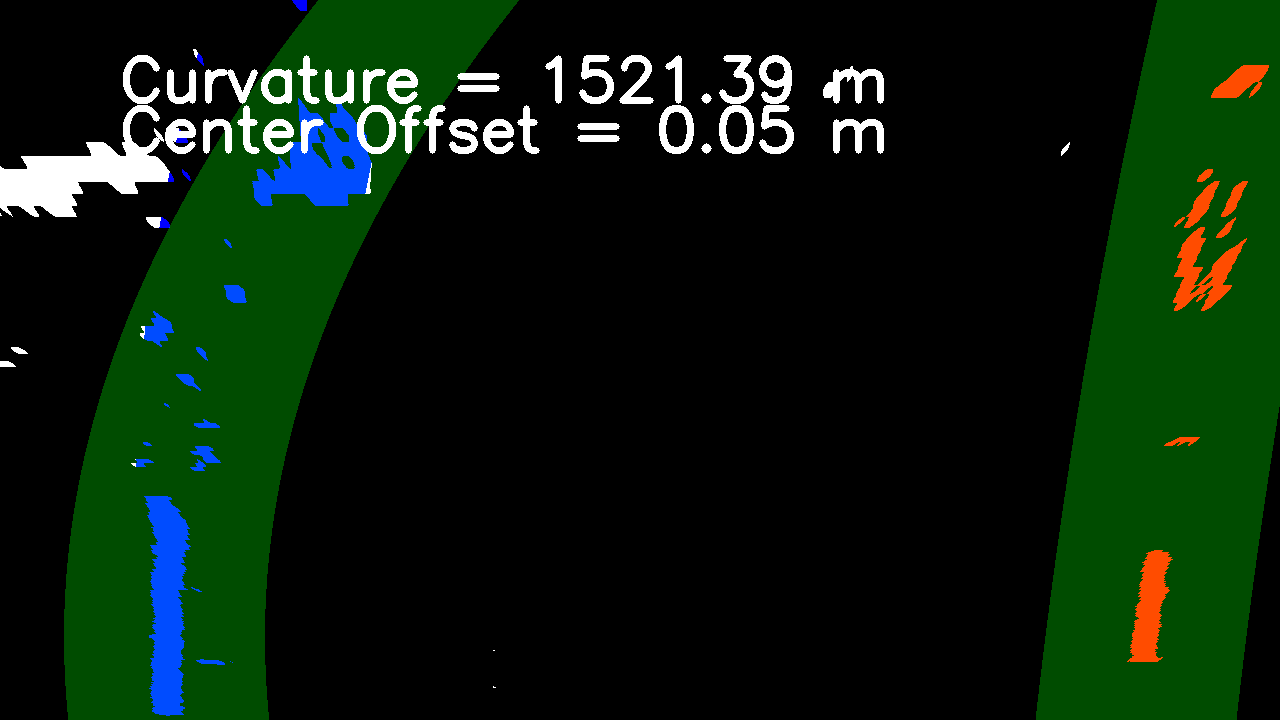 Curvature = 1521.39 m
Center Offset = 0.05 m